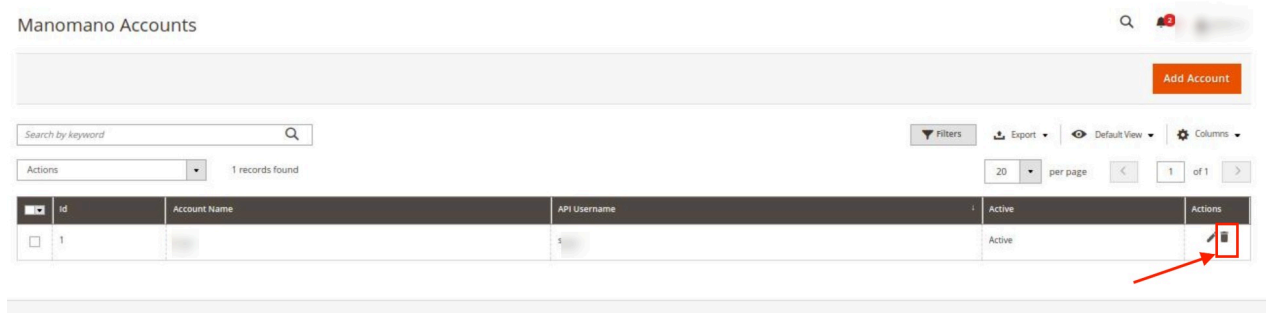 Manomano Accounts
2
Add Account
Search by keyword
Filters
Export
Default View
Columns
Actions
1 records found
20
per page
1
of 1
Id
Account Name
API Username
Active
Actions
1
s
Active